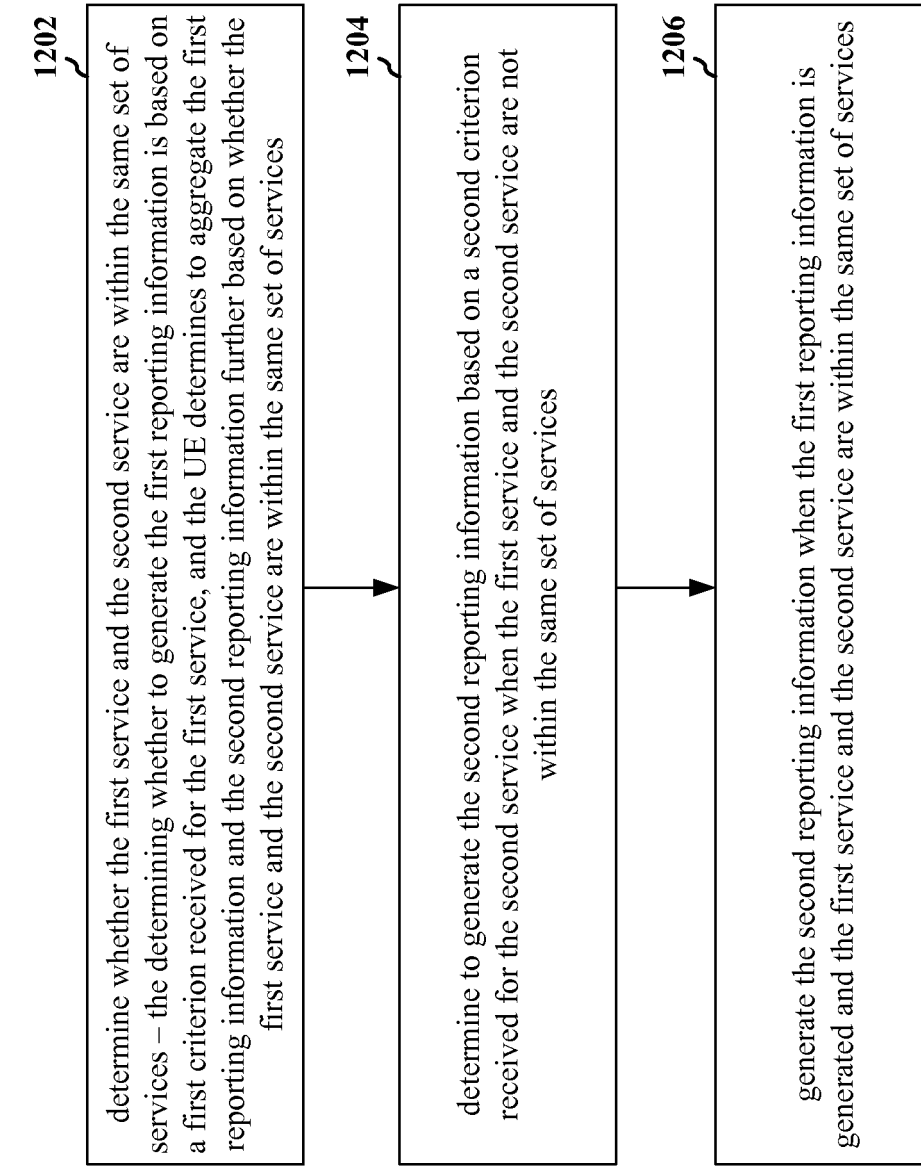 1202
determine whether the first service and the second service are within the same set of
services – the determining whether to generate the first reporting information is based on
a first criterion received for the first service, and the UE determines to aggregate the first
reporting information and the second reporting information further based on whether the
first service and the second service are within the same set of services
1204
determine to generate the second reporting information based on a second criterion
received for the second service when the first service and the second service are not
within the same set of services
1206
generate the second reporting information when the first reporting information is
generated and the first service and the second service are within the same set of services